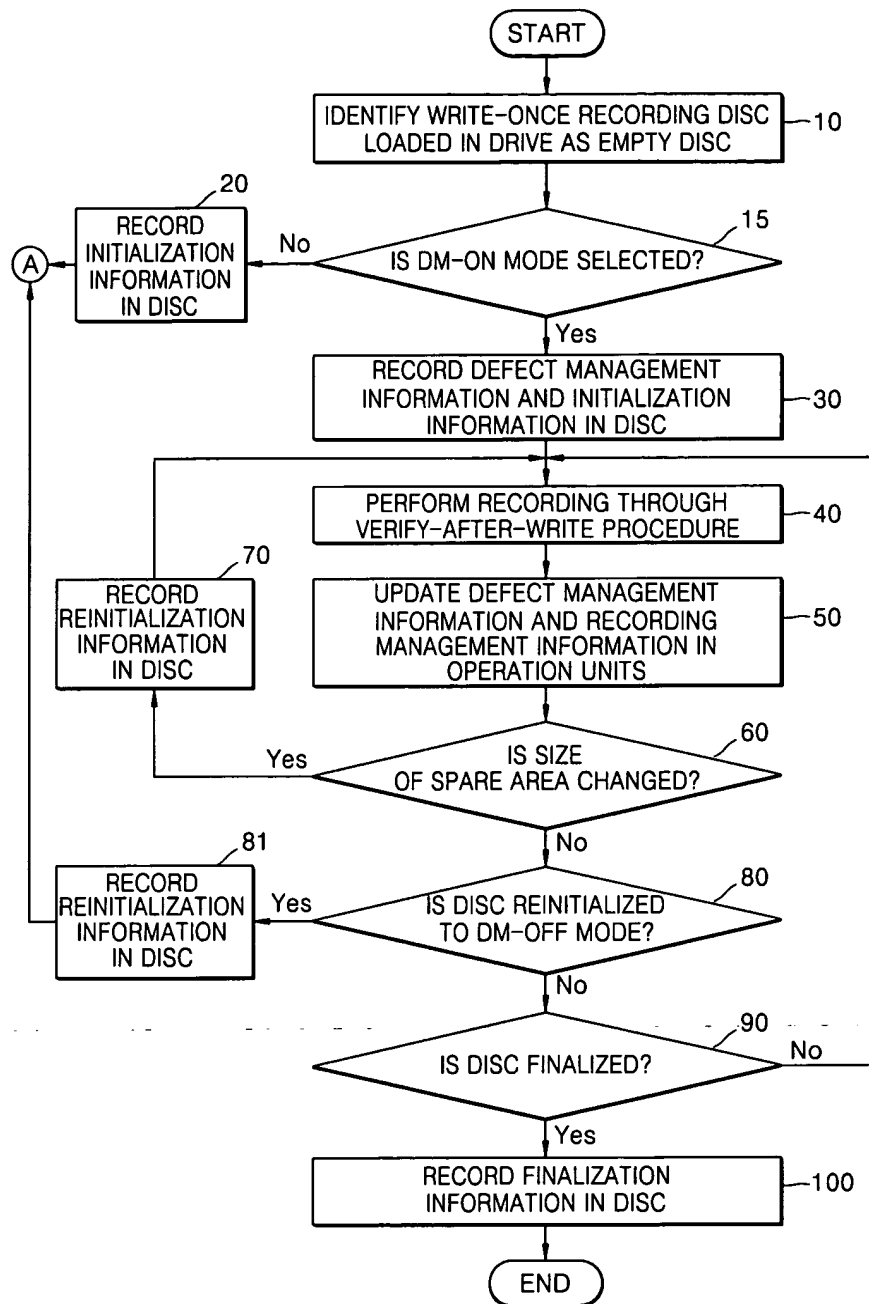 START
IDENTIFY WRITE-ONCE RECORDING DISC
LOADED IN DRIVE AS EMPTY DISC
10
20
RECORD
INITIALIZATION
INFORMATION
IN DISC
A
No
15
IS DM-ON MODE SELECTED?
Yes
RECORD DEFECT MANAGEMENT
INFORMATION AND INITIALIZATION
INFORMATION IN DISC
30
PERFORM RECORDING THROUGH
VERIFY-AFTER-WRITE PROCEDURE
40
70
RECORD
REINITIALIZATION
INFORMATION
IN DISC
UPDATE DEFECT MANAGEMENT
INFORMATION AND RECORDING
MANAGEMENT INFORMATION IN
OPERATION UNITS
50
60
Yes
IS SIZE
OF SPARE AREA CHANGED?
No
81
RECORD
REINITIALIZATION
INFORMATION
IN DISC
Yes
80
IS DISC REINITIALIZED
TO DM-OFF MODE?
No
90
IS DISC FINALIZED?
No
Yes
RECORD FINALIZATION
INFORMATION IN DISC
100
END